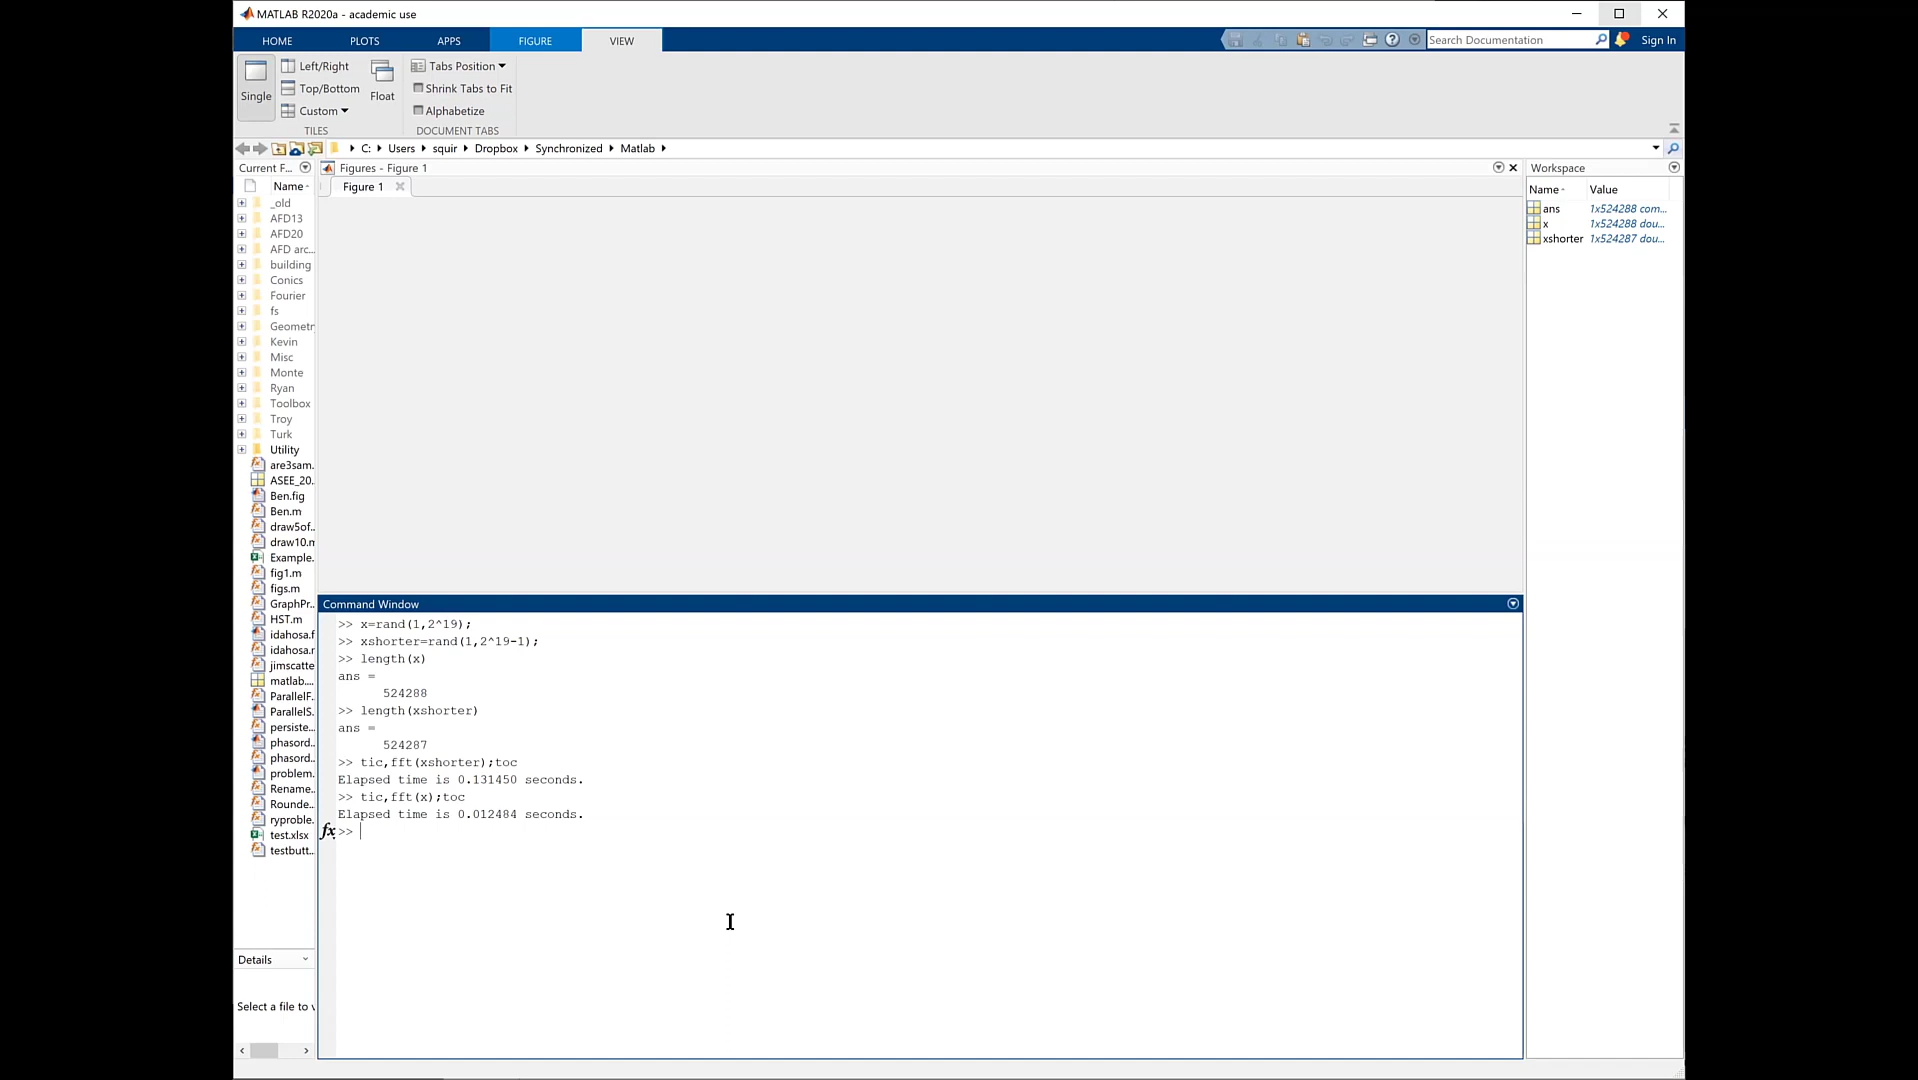 MATLAB R2020a - academic use
HOME PLOTS APPS FIGURE VIEW
Search Documentation
Sign In
Single
Left/Right
Top/Bottom
Custom
Float
TILES
Tabs Position
Shrink Tabs to Fit
Alphabetize
DOCUMENT TABS
C: Users squir Dropbox Synchronized Matlab
Current F...
Name
_old
AFD13
AFD20
AFD arc...
building
Conics
Fourier
fs
Geometr
Kevin
Misc
Monte
Ryan
Toolbox
Troy
Turk
Utility
are3sam.
ASEE_20.
Ben.fig
Ben.m
draw5of..
draw10.m
Example.
fig1.m
figs.m
GraphPr..
HST.m
idahosa.f
idahosa.r
jimscatte
matlab....
ParallelF.
ParallelS.
persiste..
phasord..
phasord..
problem.
Rename..
Rounde..
ryproble.
test.xlsx
testbutt..
Details
Select a file to v
Figures - Figure 1
Figure 1
Command Window
>> x=rand(1,2^19);
>> xshorter=rand(1,2^19-1);
>> length(x)
ans =
524288
>> length(xshorter)
ans =
524287
>> tic,fft(xshorter);toc
Elapsed time is 0.131450 seconds.
>> tic,fft(x);toc
Elapsed time is 0.012484 seconds.
fx >>
Workspace
Name Value
ans 1x524288 com...
x 1x524288 dou...
xshorter 1x524287 dou...